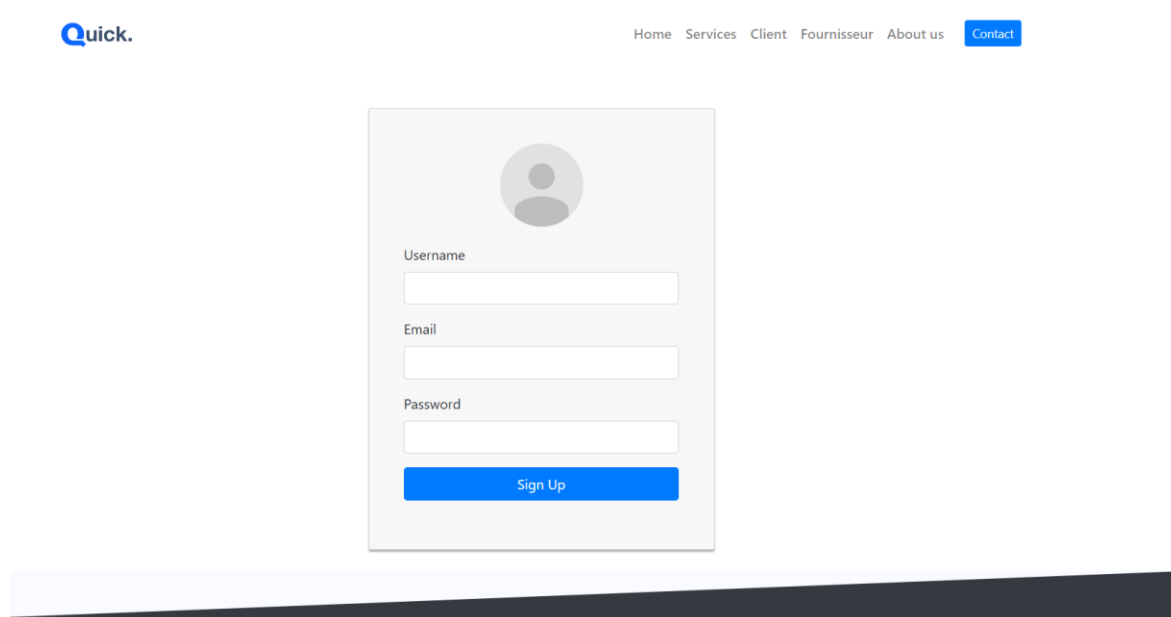 Quick.
Home Services Client Fournisseur About us Contact
Username
Email
Password
Sign Up